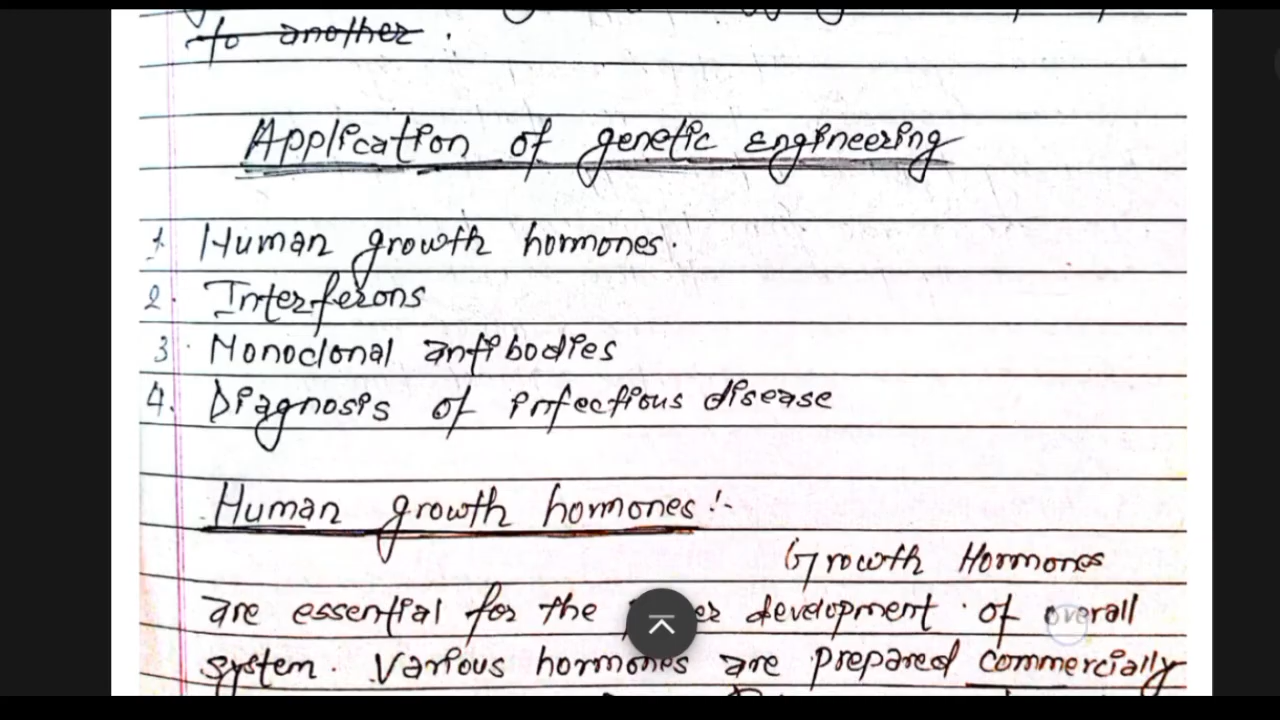 to another .
Application of genetic engineering
1. Human growth hormones.
2. Interferons
3. Monoclonal antibodies
4. Diagnosis of infectious disease
Human growth hormones :-
Growth Hormones
are essential for the development of overall
system. Various hormones are prepared commercially